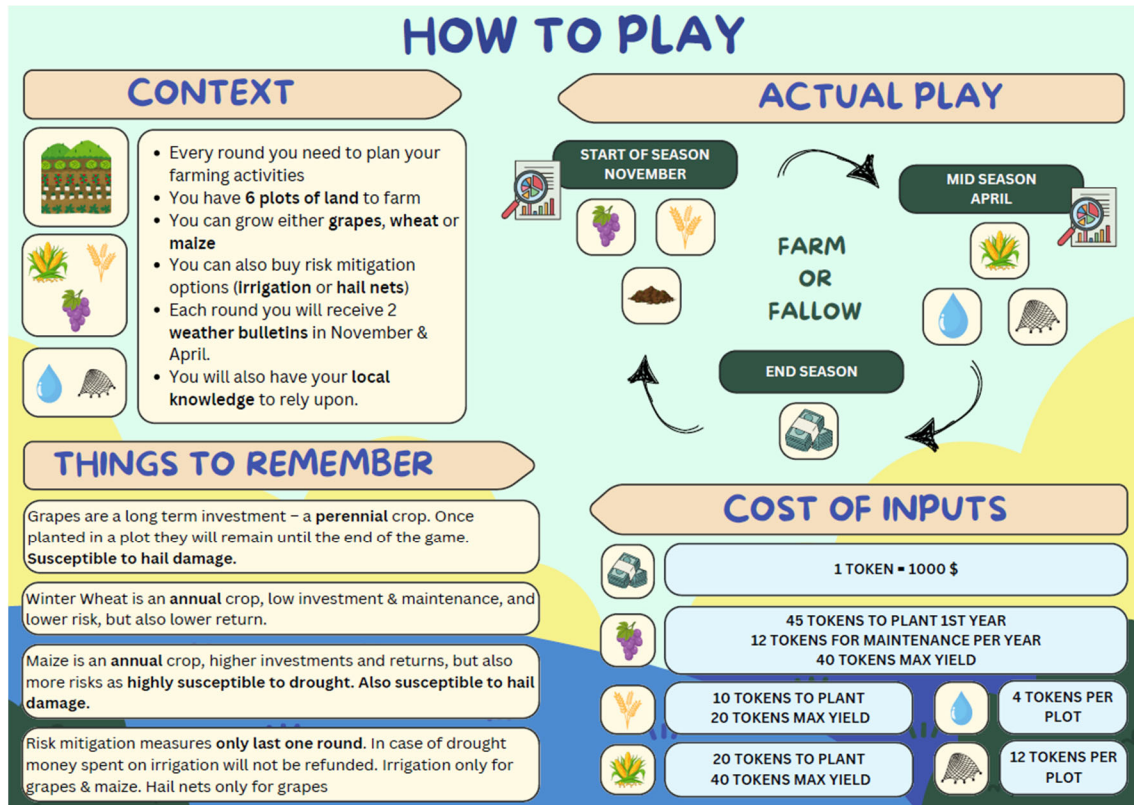 HOW TO PLAY
CONTEXT
• Every round you need to plan your
farming activities
• You have 6 plots of land to farm
• You can grow either grapes, wheat or
maize
• You can also buy risk mitigation
options (irrigation or hail nets)
• Each round you will receive 2
weather bulletins in November &
April.
• You will also have your local
knowledge to rely upon.
ACTUAL PLAY
START OF SEASON
NOVEMBER
MID SEASON
APRIL
FARM
OR
FALLOW
END SEASON
THINGS TO REMEMBER
Grapes are a long term investment – a perennial crop. Once
planted in a plot they will remain until the end of the game.
Susceptible to hail damage.
Winter Wheat is an annual crop, low investment & maintenance, and
lower risk, but also lower return.
Maize is an annual crop, higher investments and returns, but also
more risks as highly susceptible to drought. Also susceptible to hail
damage.
Risk mitigation measures only last one round. In case of drought
money spent on irrigation will not be refunded. Irrigation only for
grapes & maize. Hail nets only for grapes
COST OF INPUTS
1 TOKEN = 1000 $
45 TOKENS TO PLANT 1ST YEAR
12 TOKENS FOR MAINTENANCE PER YEAR
40 TOKENS MAX YIELD
10 TOKENS TO PLANT
20 TOKENS MAX YIELD
4 TOKENS PER
PLOT
20 TOKENS TO PLANT
40 TOKENS MAX YIELD
12 TOKENS PER
PLOT